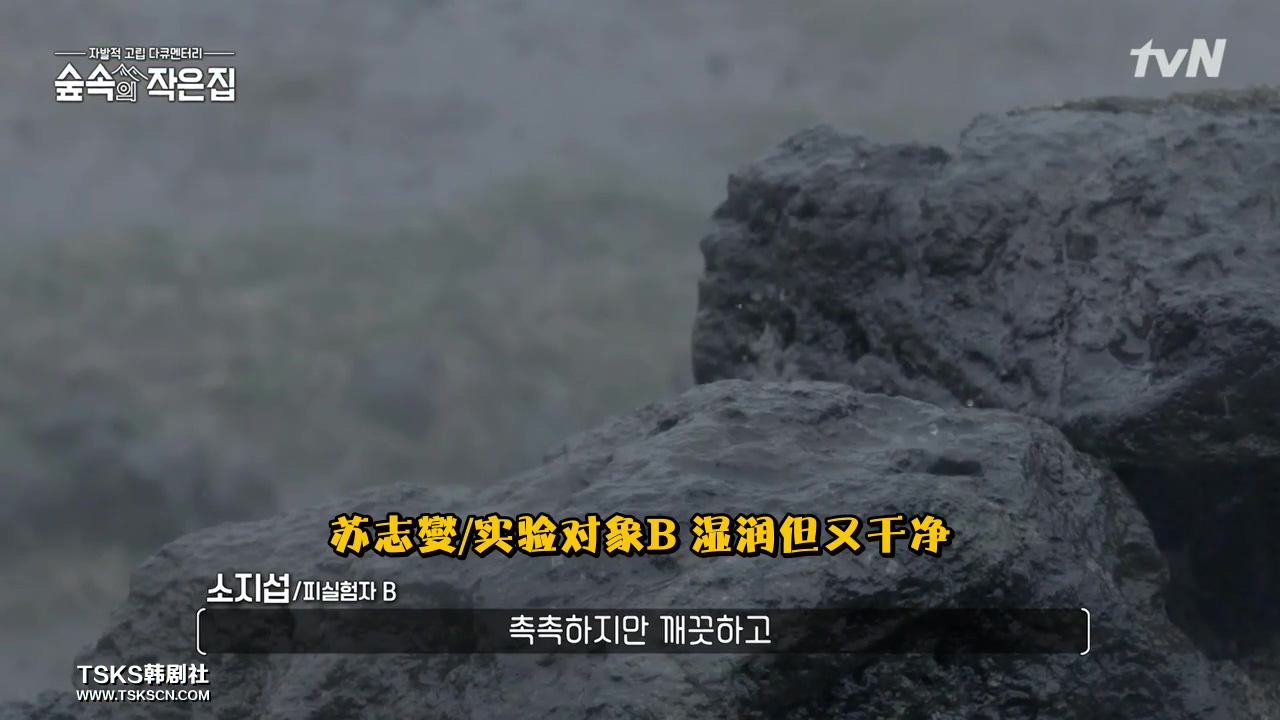 자발적 고립 다큐멘터리
숲속의 작은집
tvN
苏志燮/实验对象B 湿润但又干净
소지섭/피실험자 B
촉촉하지만 깨끗하고
TSKS韩剧社
WWW.TSKSCN.COM